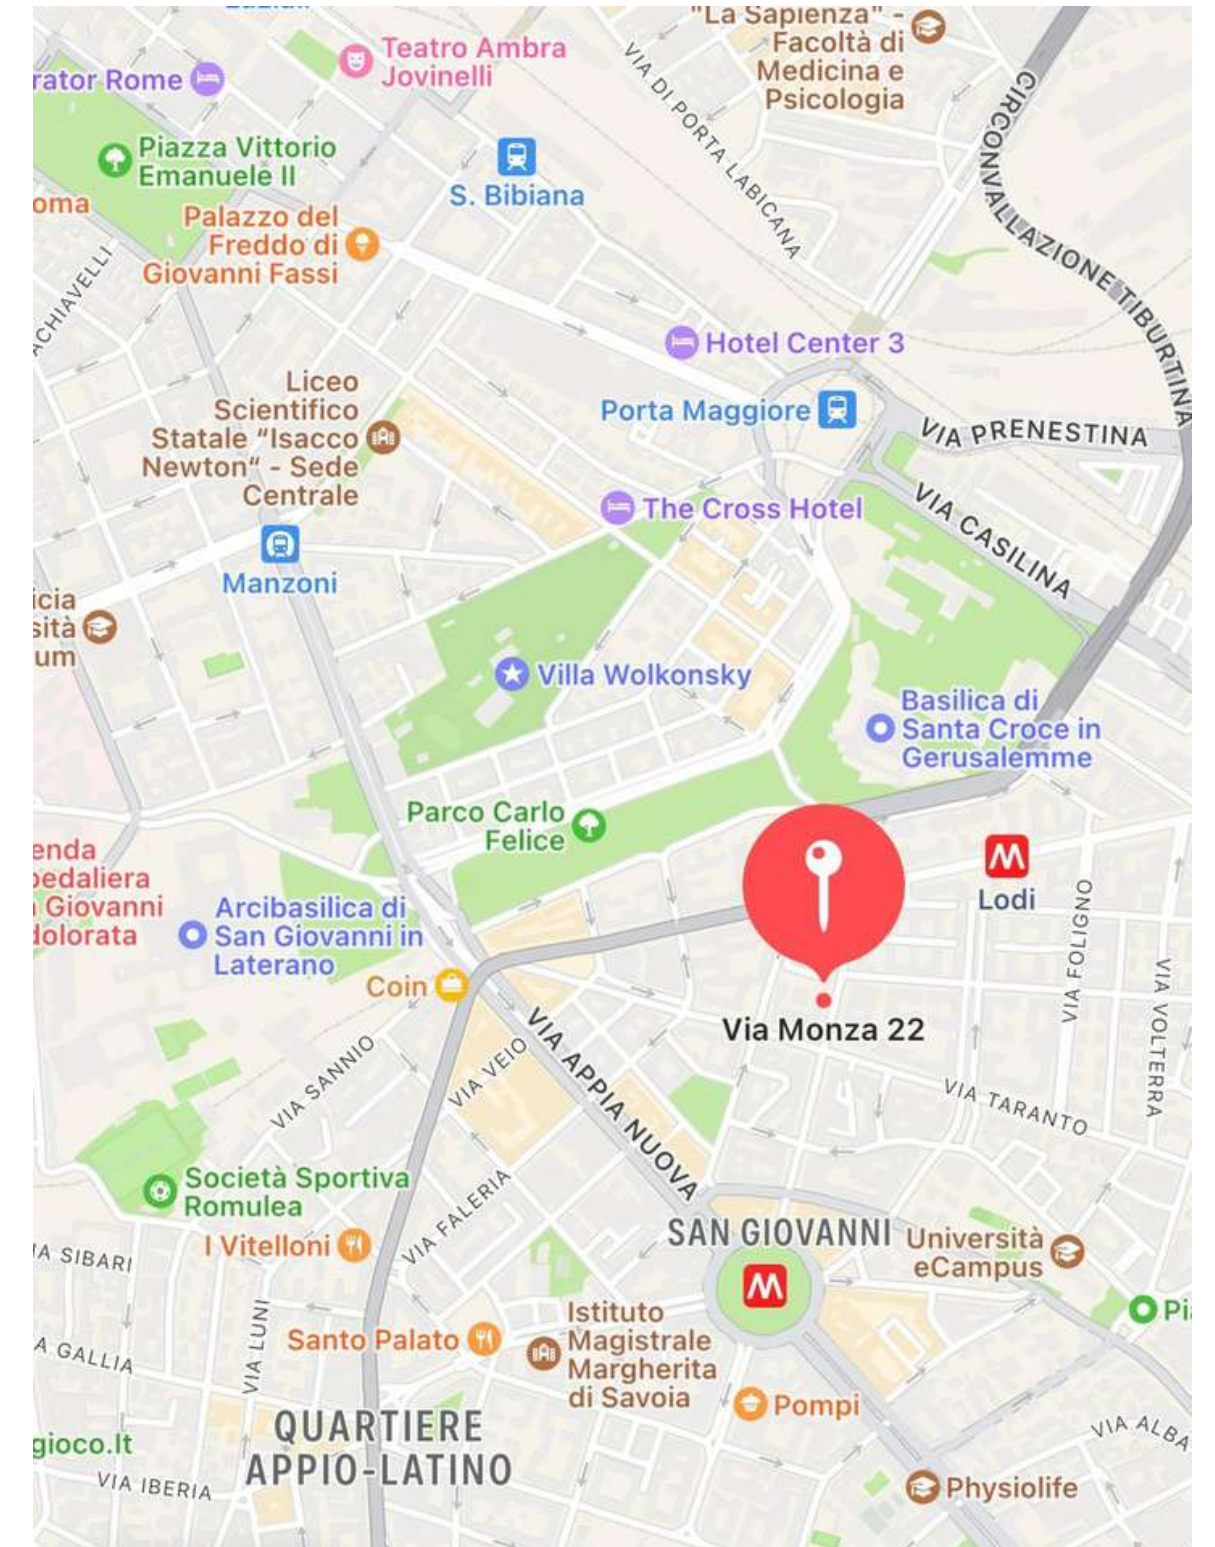 "La Sapienza" -
Facoltà di
Medicina e
Psicologia
Teatro Ambra
Jovinelli
rator Rome
VIA DI PORTA LABICANA
CIRCONVALLAZIONE TIBURTINA
Piazza Vittorio
Emanuele II
S. Bibiana
oma
Palazzo del
Freddo di
Giovanni Fassi
ACHIAVELLI
Hotel Center 3
Liceo
Scientifico
Statale "Isacco
Newton" - Sede
Centrale
Porta Maggiore
VIA PRENESTINA
The Cross Hotel
VIA CASILINA
Manzoni
icia
sità
um
Villa Wolkonsky
Basilica di
Santa Croce in
Gerusalemme
Parco Carlo
Felice
enda
pedaliera
Giovanni
dolorata
Lodi
Arcibasilica di
San Giovanni in
Laterano
Coin
VIA FOLIGNO
VIA VOLTERRA
Via Monza 22
VIA SANNIO
VIA VEIO
VIA APPIA NUOVA
VIA TARANTO
Società Sportiva
Romulea
VIA FALERIA
I Vitelloni
SAN GIOVANNI
Università
eCampus
IA SIBARI
VIA LUNI
Santo Palato
Istituto
Magistrale
Margherita
di Savoia
Pia
A GALLIA
Pompi
QUARTIERE
APPIO-LATINO
VIA ALBA
gioco.It
VIA IBERIA
Physiolife